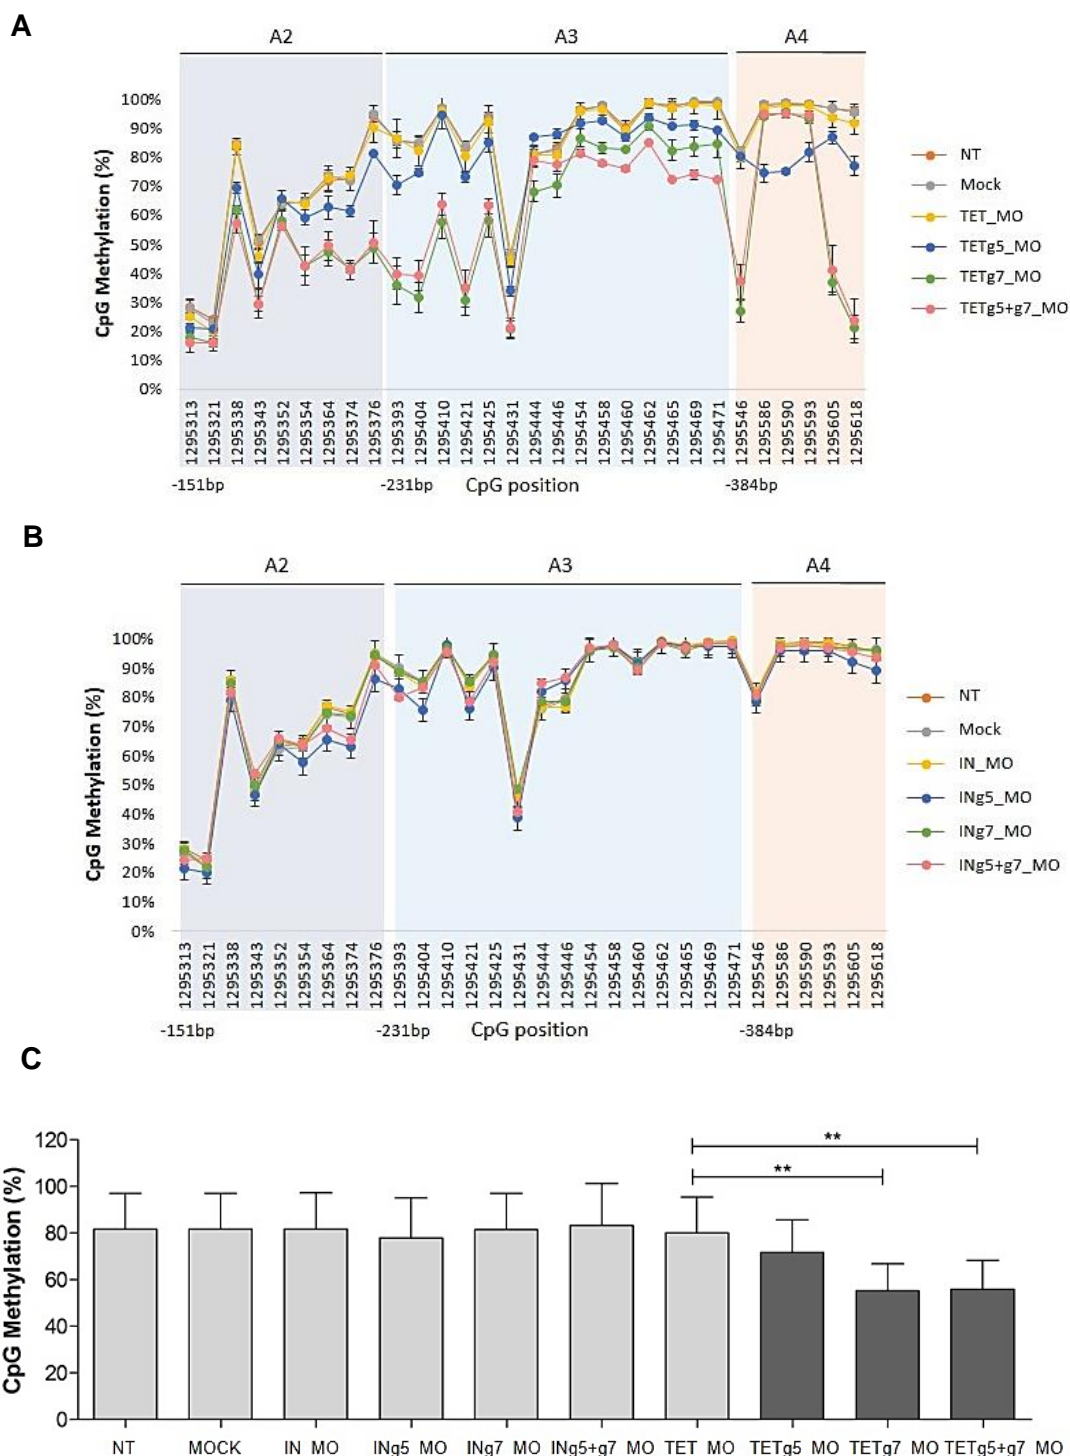 A
A2 A3 A4
100%
90%
80%
70%
60%
50%
40%
30%
20%
10%
0%
CpG Methylation (%)
1295313 1295321 1295338 1295343 1295352 1295354 1295364 1295374 1295376 1295393 1295404 1295410 1295421 1295425 1295431 1295444 1295446 1295454 1295458 1295460 1295462 1295465 1295469 1295471 1295546 1295586 1295590 1295593 1295605 1295618
-151bp -231bp CpG position -384bp
NT
Mock
TET_MO
TETg5_MO
TETg7_MO
TETg5+g7_MO
B
A2 A3 A4
100%
90%
80%
70%
60%
50%
40%
30%
20%
10%
0%
CpG Methylation (%)
1295313 1295321 1295338 1295343 1295352 1295354 1295364 1295374 1295376 1295393 1295404 1295410 1295421 1295425 1295431 1295444 1295446 1295454 1295458 1295460 1295462 1295465 1295469 1295471 1295546 1295586 1295590 1295593 1295605 1295618
-151bp -231bp CpG position -384bp
NT
Mock
IN_MO
INg5_MO
INg7_MO
INg5+g7_MO
C
120
100
80
60
40
20
0
CpG Methylation (%)
**
**
NT MOCK IN MO INg5 MO INg7 MO INg5+g7 MO TET MO TETg5 MO TETg7 MO TETg5+g7 MO